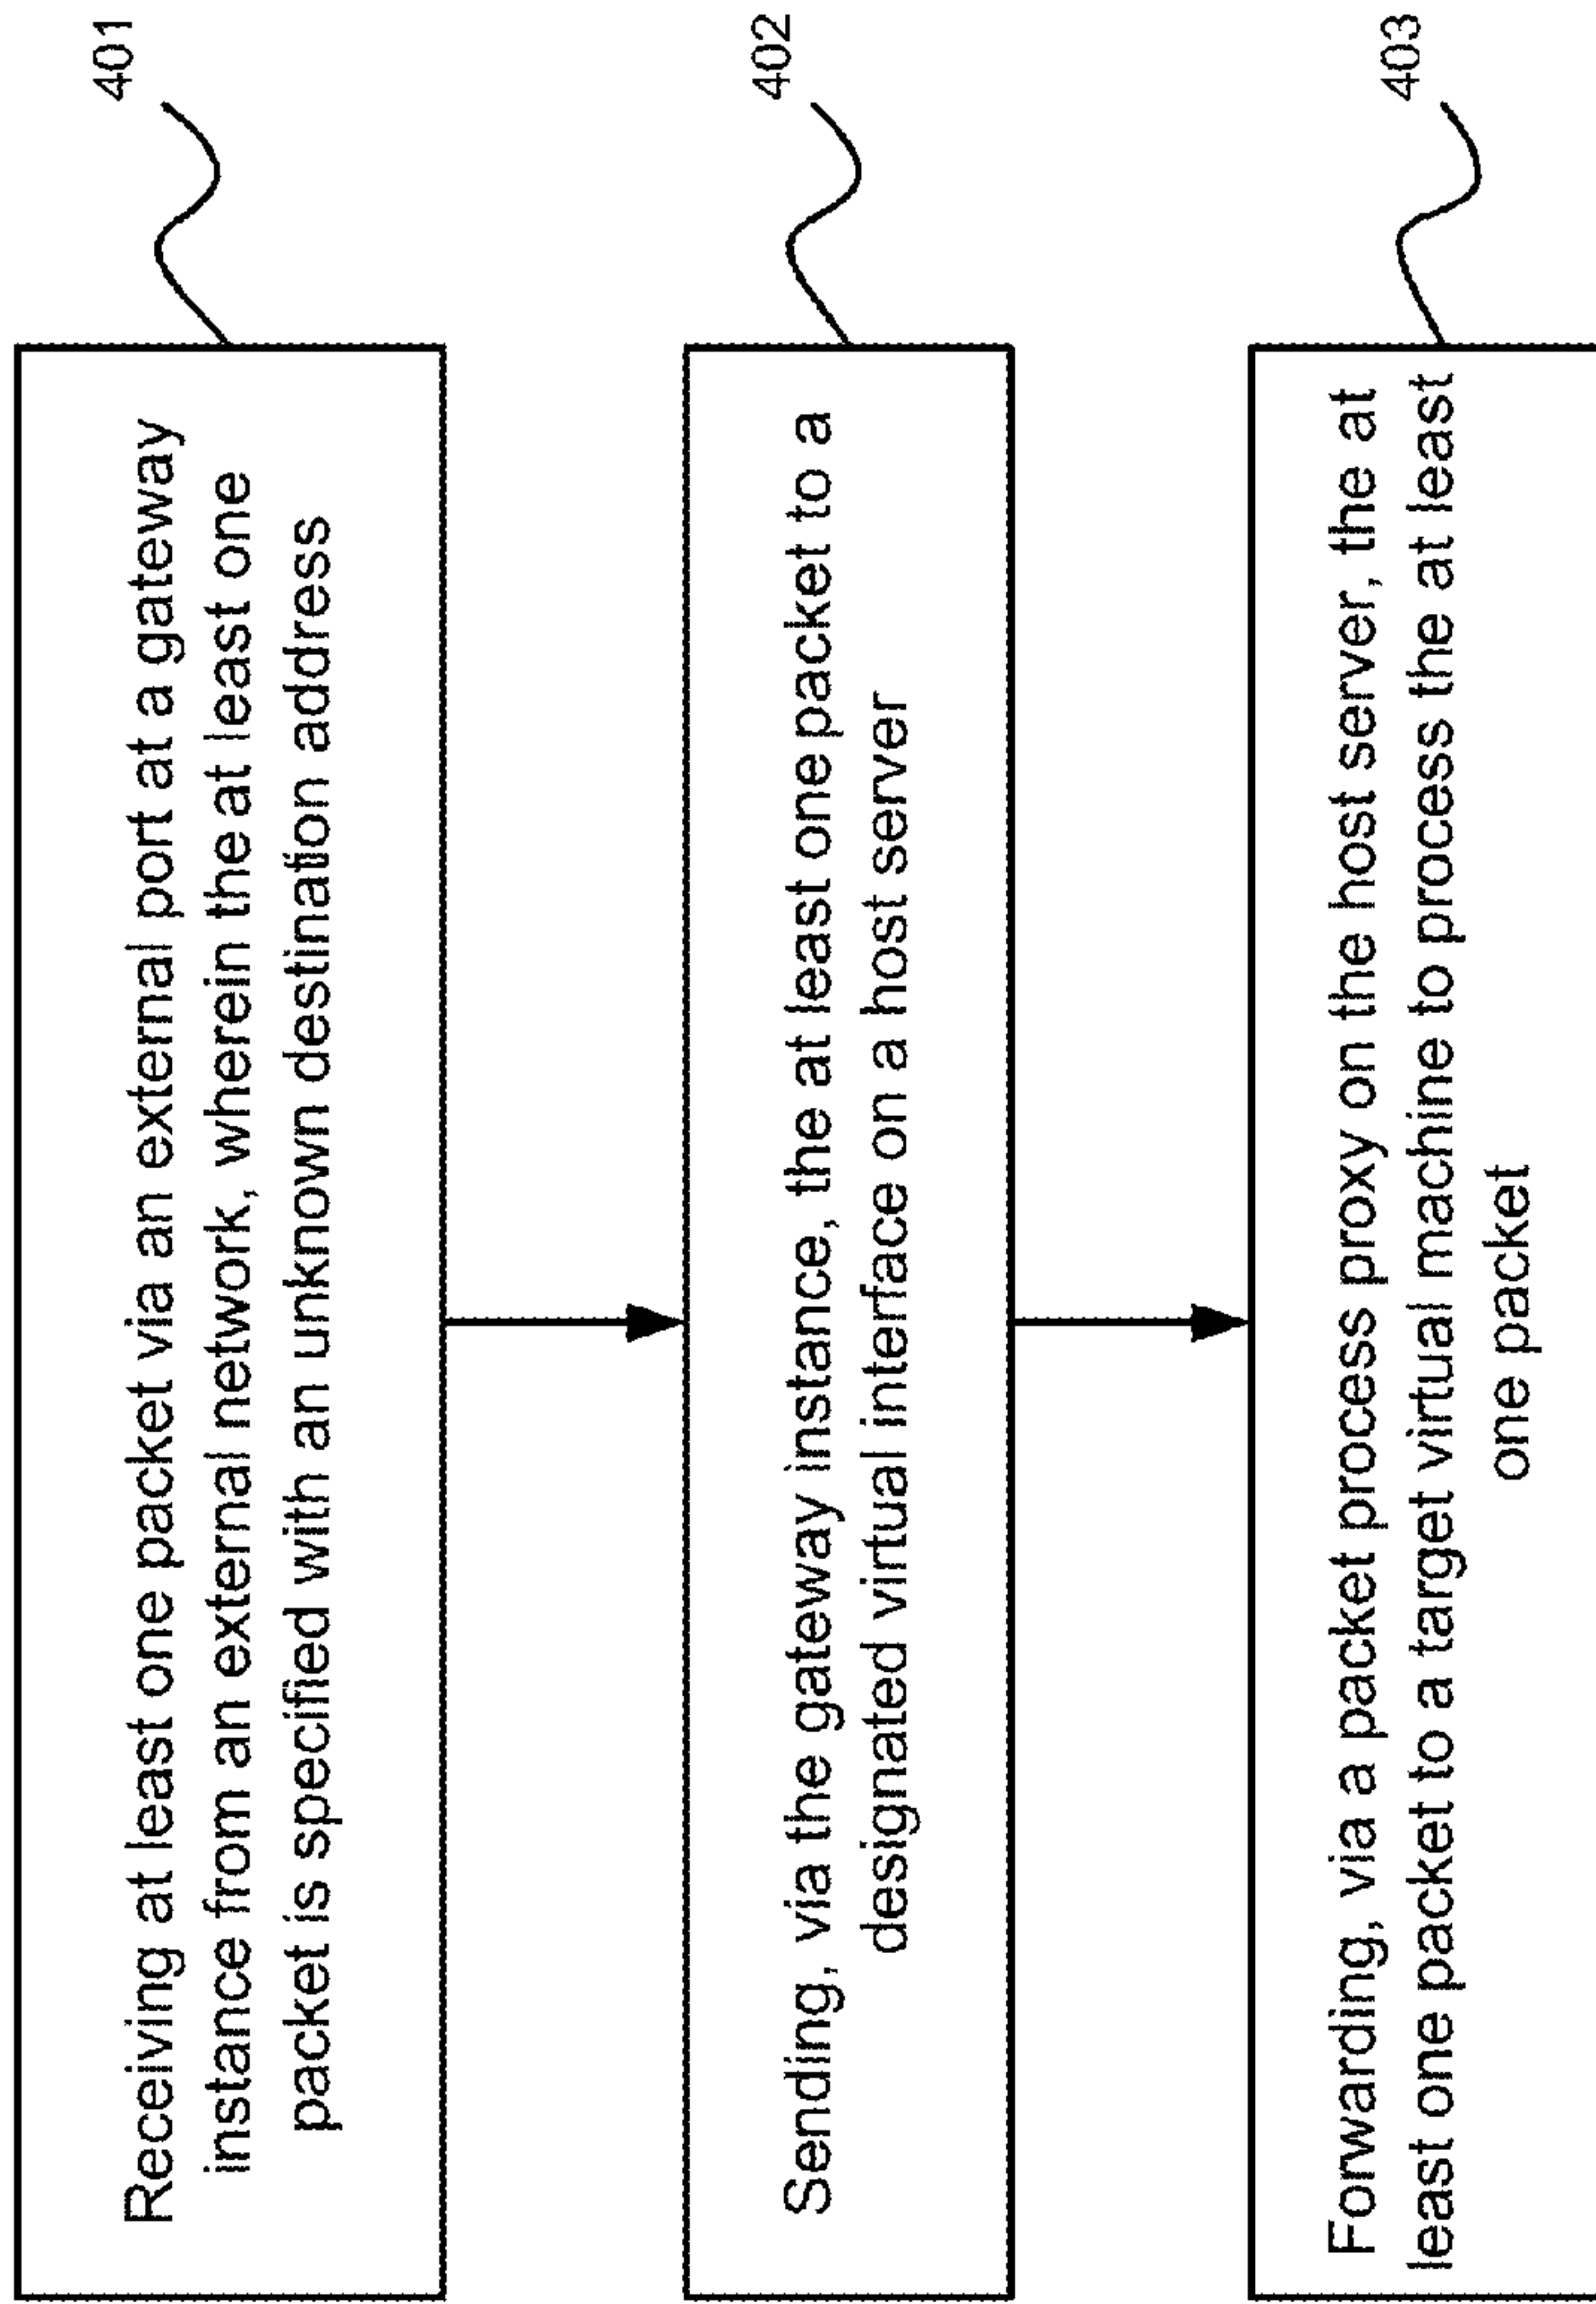 Receiving at least one packet via an external port at a gateway
instance from an external network, wherein the at least one
packet is specified with an unknown destination address
401
Sending, via the gateway instance, the at least one packet to a
designated virtual interface on a host server
402
Forwarding, via a packet process proxy on the host server, the at
least one packet to a target virtual machine to process the at least
one packet
403